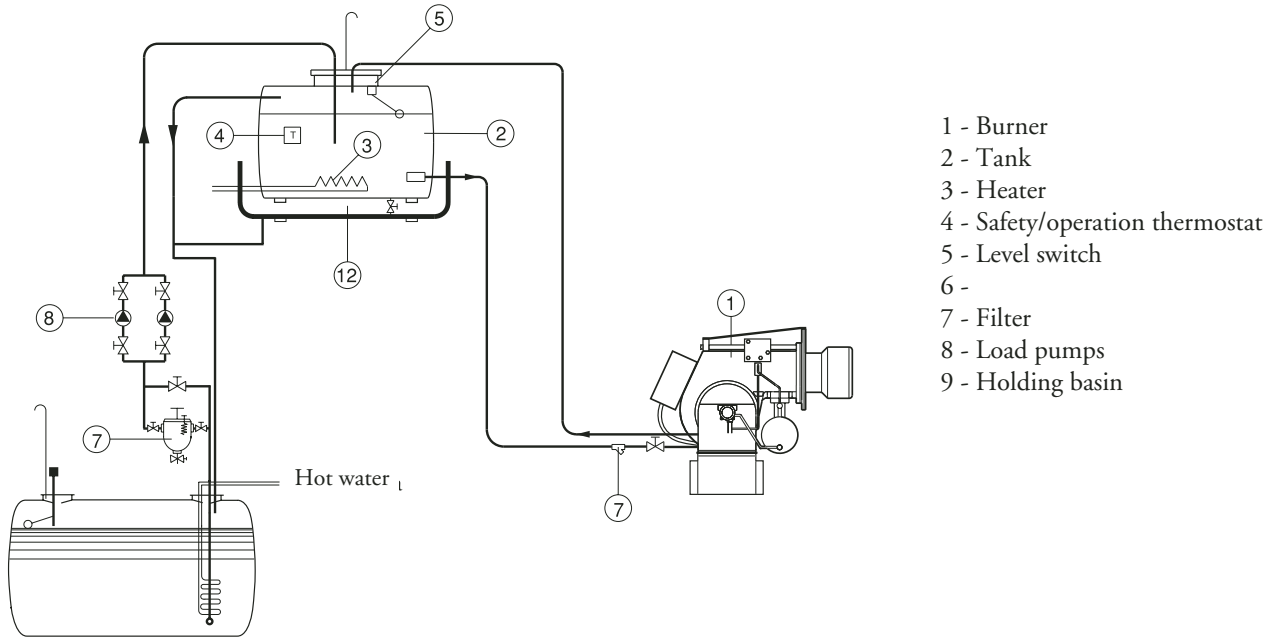 5
4
T
2
3
12
8
1
7
7
Hot water
1 - Burner
2 - Tank
3 - Heater
4 - Safety/operation thermostat
5 - Level switch
6 -
7 - Filter
8 - Load pumps
9 - Holding basin